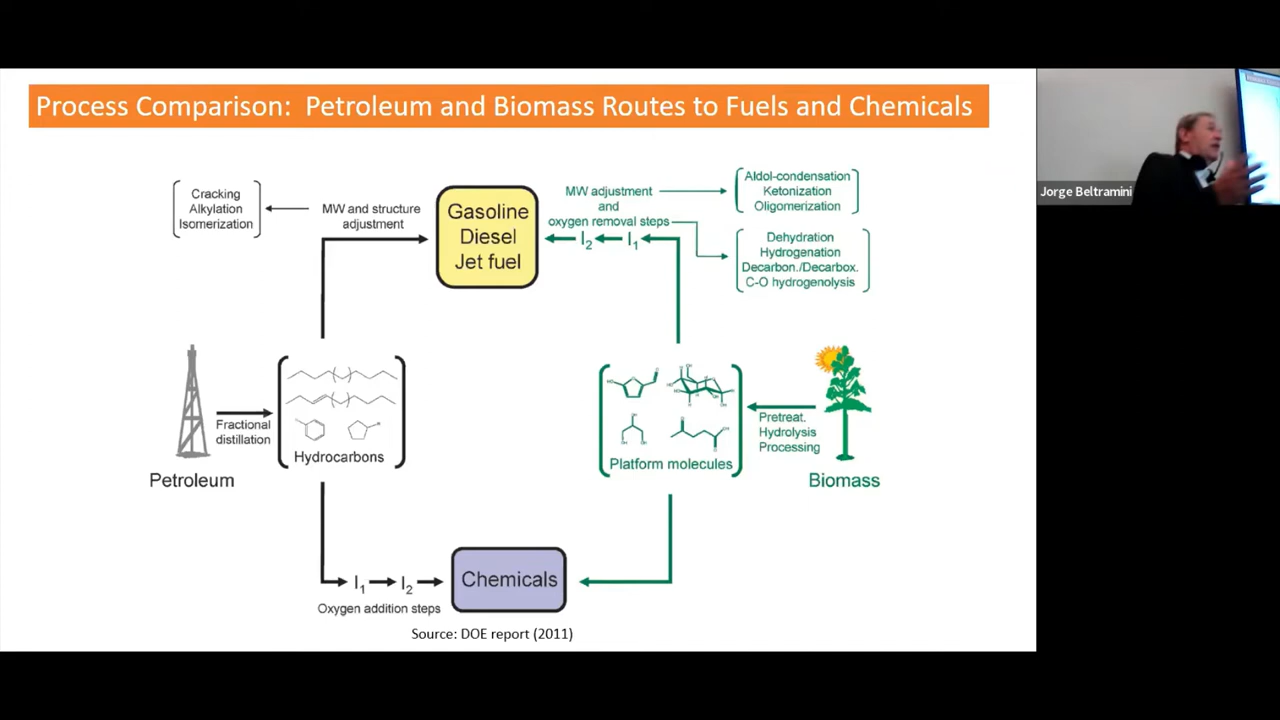 Process Comparison: Petroleum and Biomass Routes to Fuels and Chemicals
Jorge Beltramini
Cracking
Alkylation
Isomerization
MW and structure
adjustment
Gasoline
Diesel
Jet fuel
MW adjustment
and
oxygen removal steps
I2
I1
Aldol-condensation
Ketonization
Oligomerization
Dehydration
Hydrogenation
Decarbon./Decarbox.
C-O hydrogenolysis
Petroleum
Fractional
distillation
Hydrocarbons
Platform molecules
Pretreat.
Hydrolysis
Processing
Biomass
I1
I2
Oxygen addition steps
Chemicals
Source: DOE report (2011)